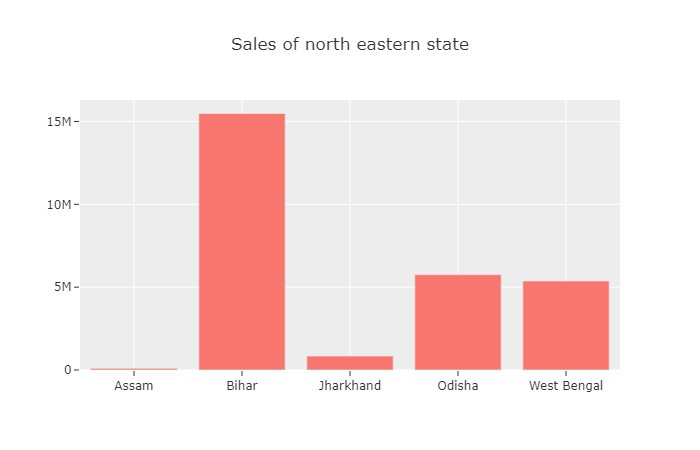 Sales of north eastern state
15M
10M
5M
0
Assam Bihar Jharkhand Odisha West Bengal